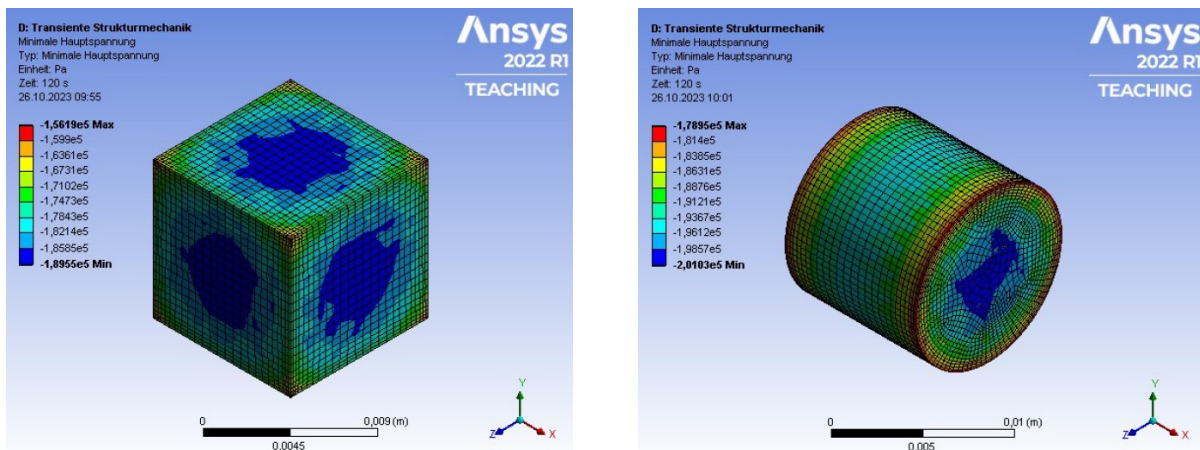 D: Transiente Strukturmechanik
Minimale Hauptspannung
Typ: Minimale Hauptspannung
Einheit: Pa
Zeit: 120 s
26.10.2023 09:55
-1,5619e5 Max
-1,599e5
-1,6361e5
-1,6731e5
-1,7102e5
-1,7473e5
-1,7843e5
-1,8214e5
-1,8585e5
-1,8955e5 Min
Ansys
2022 R1
TEACHING
0
0,009 (m)
0,0045
Y
Z
X
D: Transiente Strukturmechanik
Minimale Hauptspannung
Typ: Minimale Hauptspannung
Einheit: Pa
Zeit: 120 s
26.10.2023 10:01
-1,7895e5 Max
-1,814e5
-1,8385e5
-1,8631e5
-1,8876e5
-1,9121e5
-1,9367e5
-1,9612e5
-1,9857e5
-2,0103e5 Min
Ansys
2022 R1
TEACHING
0
0,01 (m)
0,005
Y
Z
X